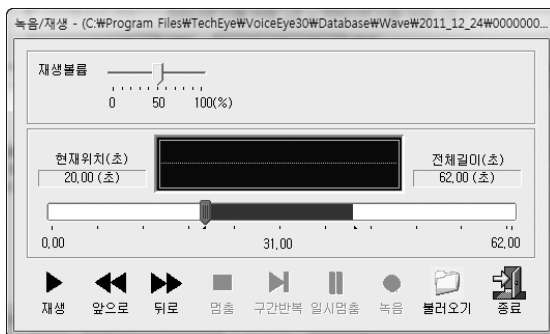 녹음/재생 - (C:₩Program Files₩TechEye₩VoiceEye30₩Database₩Wave₩2011_12_24₩0000000...
재생볼륨
0 50 100(%)
현재위치(초) 전체길이(초)
20,00 (초) 62,00 (초)
0,00 31,00 62,00
재생 앞으로 뒤로 멈춤 구간반복 일시멈춤 녹음 불러오기 종료